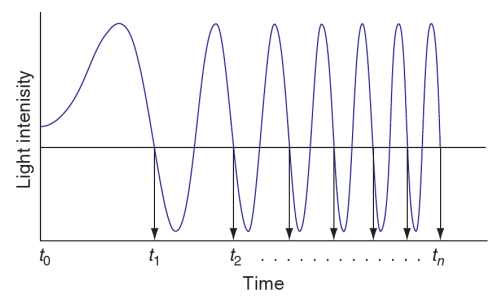 Light intenisity
t0 t1 t2 . . . . . . . . . . . . . tn
Time